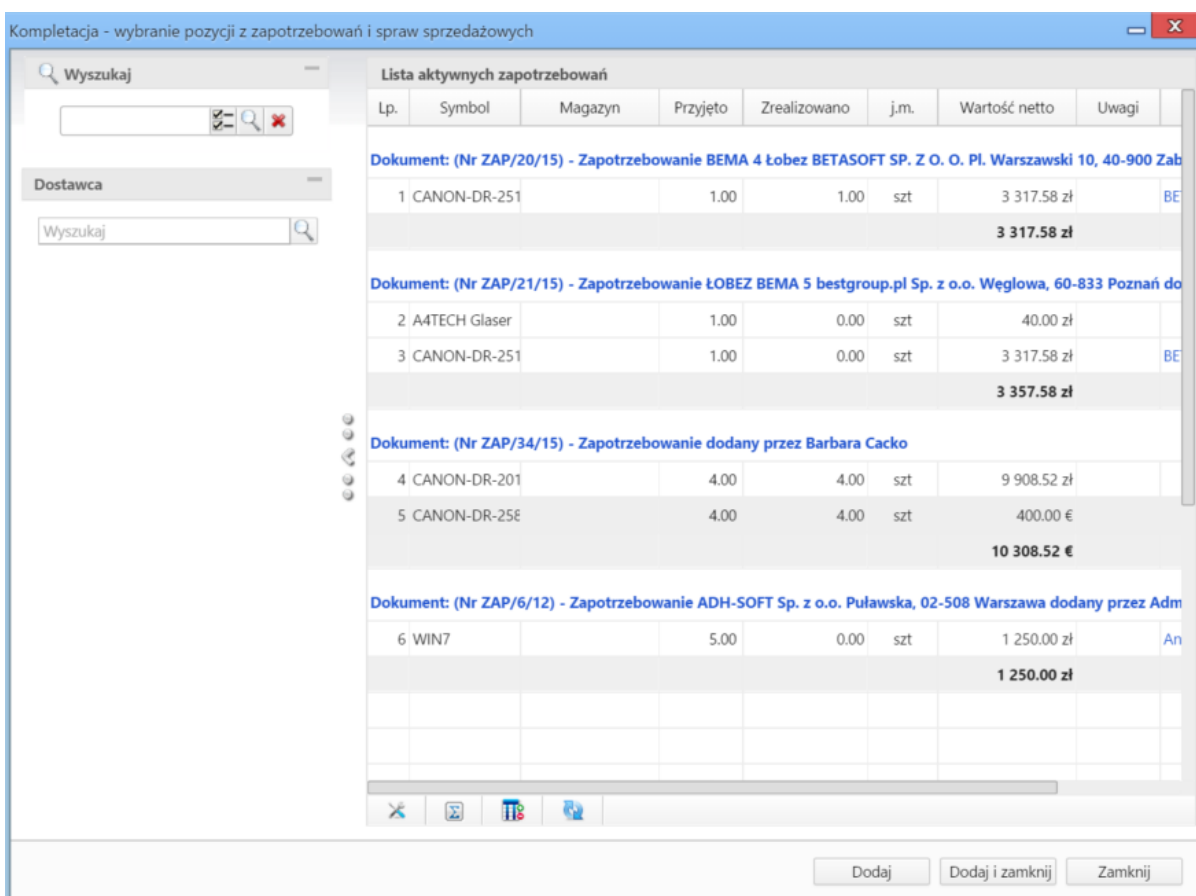 Kompletacja - wybranie pozycji z zapotrzebowań i spraw sprzedażowych
Wyszukaj
Dostawca
Wyszukaj
Lista aktywnych zapotrzebowań
Lp. Symbol Magazyn Przyjęto Zrealizowano j.m. Wartość netto Uwagi
Dokument: (Nr ZAP/20/15) - Zapotrzebowanie BEMA 4 Łobez BETASOFT SP. Z O. O. Pl. Warszawski 10, 40-900 Zab
1 CANON-DR-251 1.00 1.00 szt 3 317.58 zł BE
3 317.58 zł
Dokument: (Nr ZAP/21/15) - Zapotrzebowanie ŁOBEZ BEMA 5 bestgroup.pl Sp. z o.o. Węglowa, 60-833 Poznań do
2 A4TECH Glaser 1.00 0.00 szt 40.00 zł
3 CANON-DR-251 1.00 0.00 szt 3 317.58 zł BE
3 357.58 zł
Dokument: (Nr ZAP/34/15) - Zapotrzebowanie dodany przez Barbara Cacko
4 CANON-DR-201 4.00 4.00 szt 9 908.52 zł
5 CANON-DR-258 4.00 4.00 szt 400.00 €
10 308.52 €
Dokument: (Nr ZAP/6/12) - Zapotrzebowanie ADH-SOFT Sp. z o.o. Puławska, 02-508 Warszawa dodany przez Adm
6 WIN7 5.00 0.00 szt 1 250.00 zł An
1 250.00 zł
Dodaj Dodaj i zamknij Zamknij